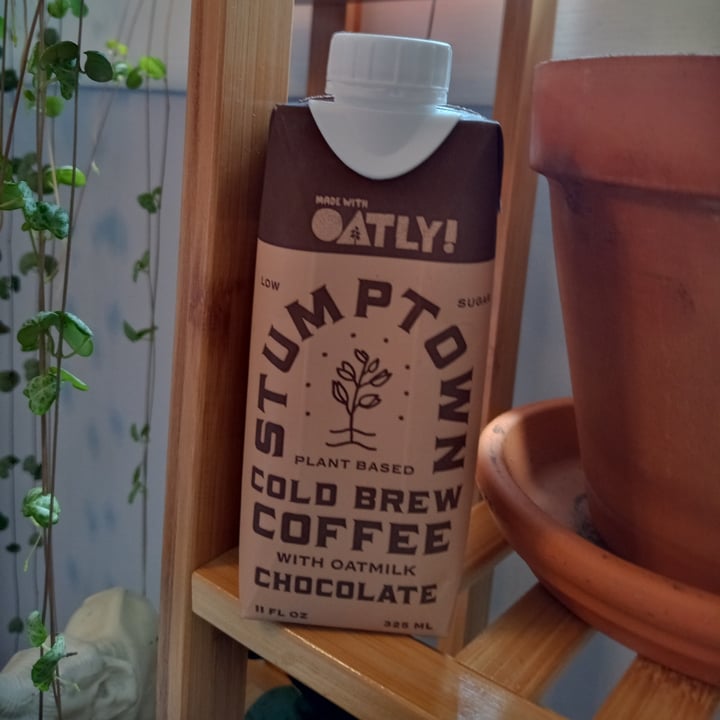 MADE WITH
OATLY!
LOW SUGAR
STUMPTOWN
PLANT BASED
COLD BREW
COFFEE
WITH OATMILK
CHOCOLATE
11 FL OZ 325 ML